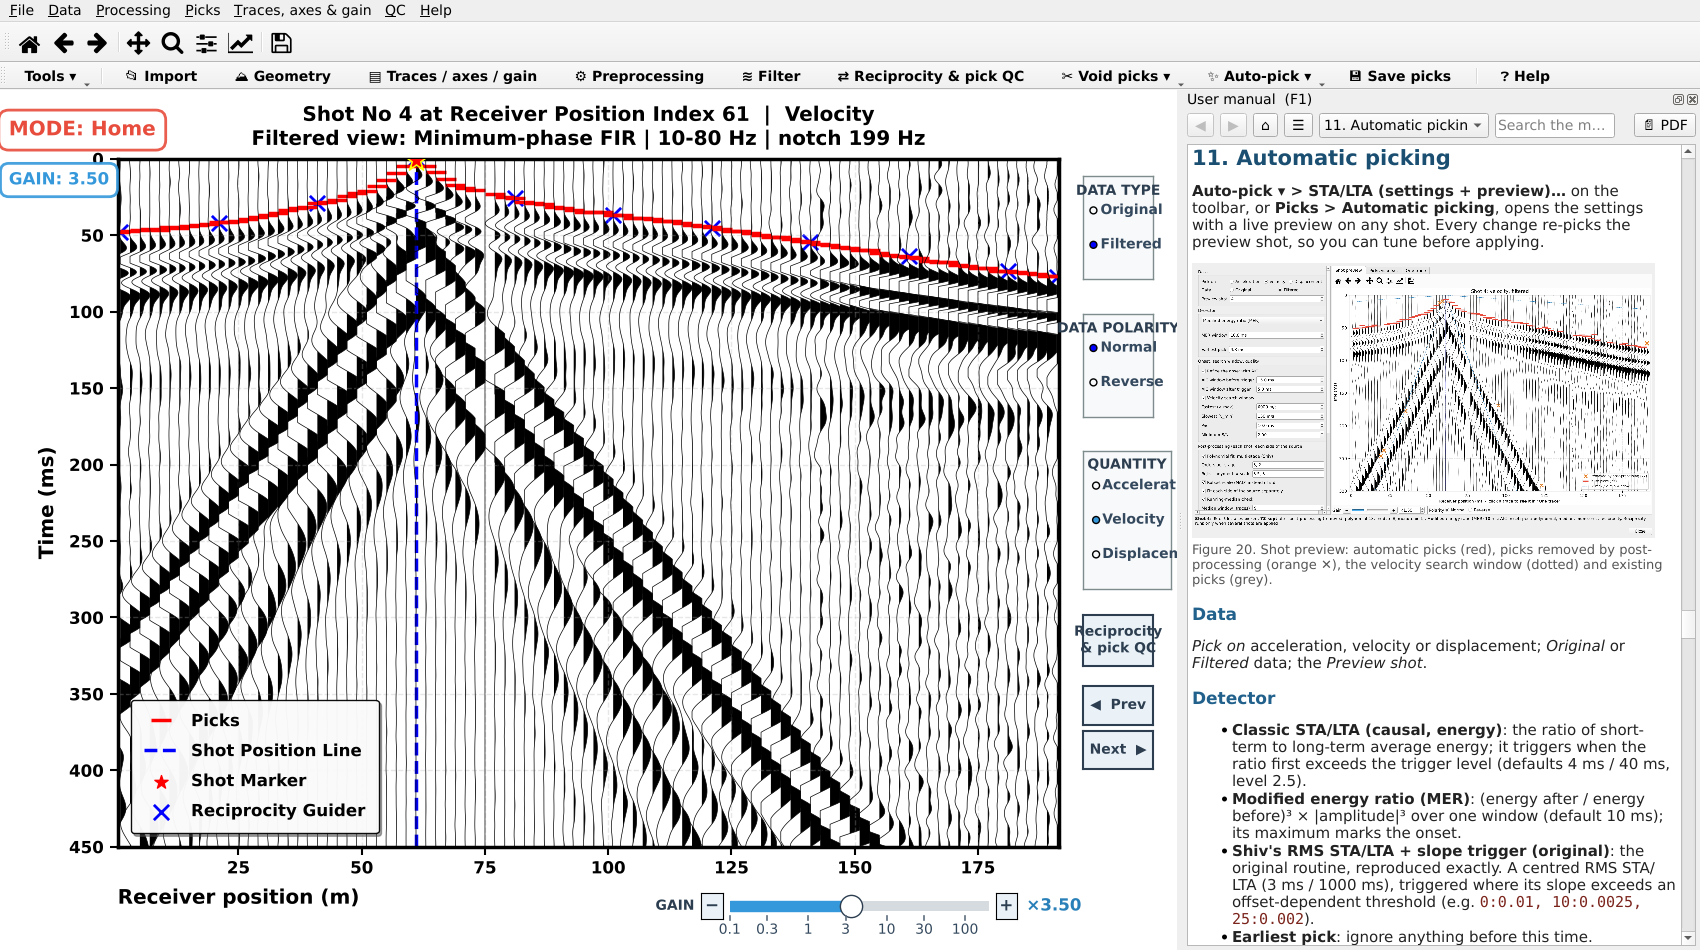 File Data Processing Picks Traces, axes & gain QC Help
Tools ▾ Import Geometry Traces / axes / gain Preprocessing Filter Reciprocity & pick QC Void picks ▾ Auto-pick ▾ Save picks ? Help
MODE: Home
GAIN: 3.50
Shot No 4 at Receiver Position Index 61 | Velocity
Filtered view: Minimum-phase FIR | 10-80 Hz | notch 199 Hz
0
50
100
150
200
250
300
350
400
450
Time (ms)
25 50 75 100 125 150 175
Receiver position (m)
Picks
Shot Position Line
Shot Marker
Reciprocity Guider
GAIN − + ×3.50
0.1 0.3 1 3 10 30 100
DATA TYPE
Original
Filtered
DATA POLARITY
Normal
Reverse
QUANTITY
Accelerat
Velocity
Displacen
Reciprocity
& pick QC
◀ Prev
Next ▶
User manual (F1)
11. Automatic pickin Search the m... PDF
11. Automatic picking
Auto-pick ▾ > STA/LTA (settings + preview)... on the
toolbar, or Picks > Automatic picking, opens the settings
with a live preview on any shot. Every change re-picks the
preview shot, so you can tune before applying.
Figure 20. Shot preview: automatic picks (red), picks removed by post-
processing (orange ✕), the velocity search window (dotted) and existing
picks (grey).
Data
Pick on acceleration, velocity or displacement; Original or
Filtered data; the Preview shot.
Detector
• Classic STA/LTA (causal, energy): the ratio of short-
term to long-term average energy; it triggers when the
ratio first exceeds the trigger level (defaults 4 ms / 40 ms,
level 2.5).
• Modified energy ratio (MER): (energy after / energy
before)³ × |amplitude|³ over one window (default 10 ms);
its maximum marks the onset.
• Shiv's RMS STA/LTA + slope trigger (original): the
original routine, reproduced exactly. A centred RMS STA/
LTA (3 ms / 1000 ms), triggered where its slope exceeds an
offset-dependent threshold (e.g. 0:0.01, 10:0.0025,
25:0.002).
• Earliest pick: ignore anything before this time.